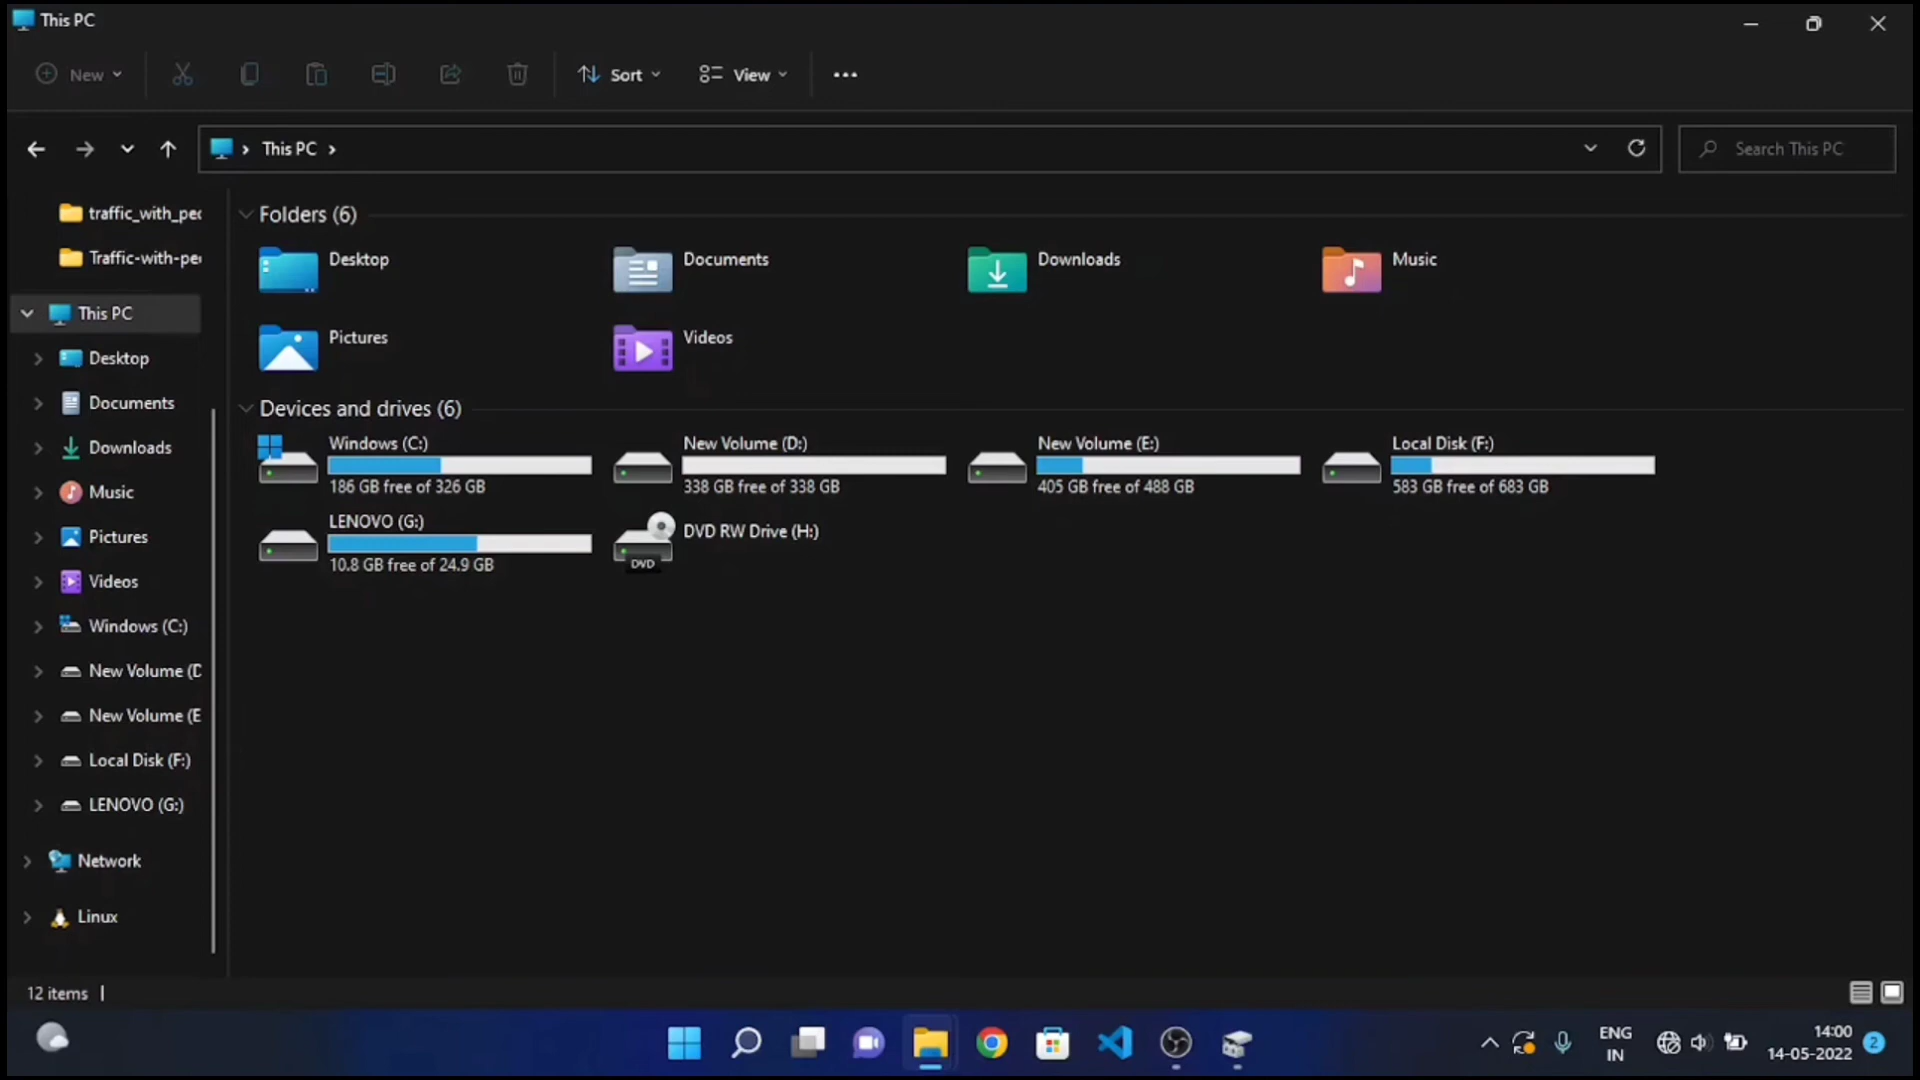 This PC
New
Sort
View
This PC
Search This PC
traffic_with_pec
Traffic-with-pe
This PC
Desktop
Documents
Downloads
Music
Pictures
Videos
Windows (C:)
New Volume (D
New Volume (E
Local Disk (F:)
LENOVO (G:)
Network
Linux
Folders (6)
Desktop
Documents
Downloads
Music
Pictures
Videos
Devices and drives (6)
Windows (C:)
186 GB free of 326 GB
New Volume (D:)
338 GB free of 338 GB
New Volume (E:)
405 GB free of 488 GB
Local Disk (F:)
583 GB free of 683 GB
LENOVO (G:)
10.8 GB free of 24.9 GB
DVD RW Drive (H:)
DVD
12 items
ENG
IN
14:00
14-05-2022
2